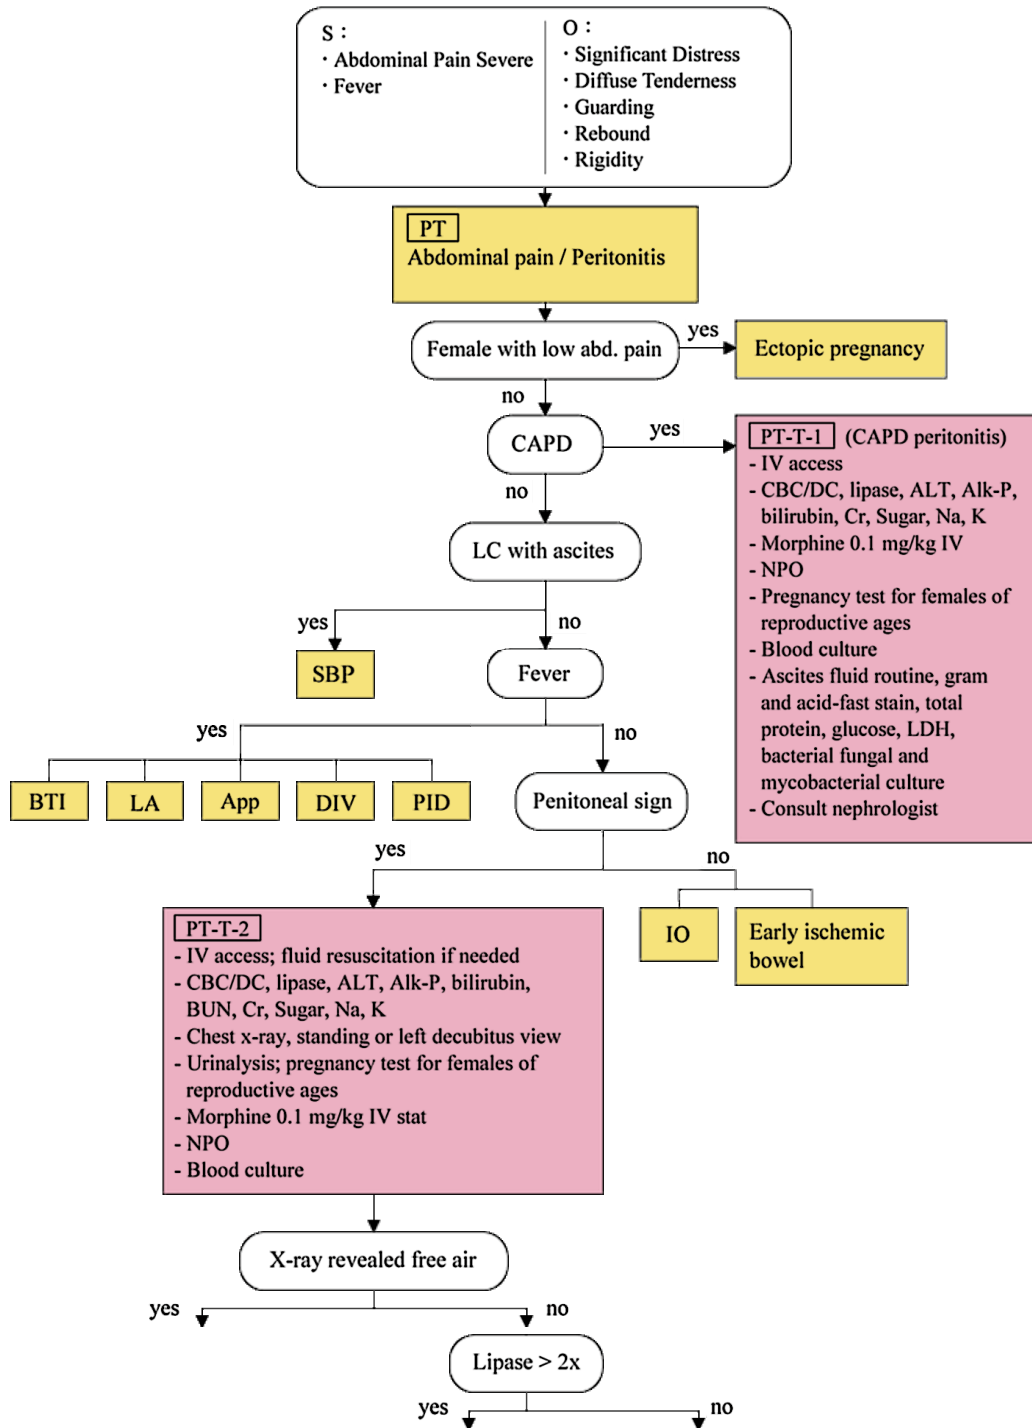 S：
· Abdominal Pain Severe
· Fever
O：
· Significant Distress
· Diffuse Tenderness
· Guarding
· Rebound
· Rigidity
PT
Abdominal pain / Peritonitis
Female with low abd. pain
yes
Ectopic pregnancy
no
CAPD
yes
PT-T-1 (CAPD peritonitis)
- IV access
- CBC/DC, lipase, ALT, Alk-P,
bilirubin, Cr, Sugar, Na, K
- Morphine 0.1 mg/kg IV
- NPO
- Pregnancy test for females of
reproductive ages
- Blood culture
- Ascites fluid routine, gram
and acid-fast stain, total
protein, glucose, LDH,
bacterial fungal and
mycobacterial culture
- Consult nephrologist
no
LC with ascites
yes
no
SBP
Fever
yes
no
BTI
LA
App
DIV
PID
Penitoneal sign
yes
no
IO
Early ischemic
bowel
PT-T-2
- IV access; fluid resuscitation if needed
- CBC/DC, lipase, ALT, Alk-P, bilirubin,
BUN, Cr, Sugar, Na, K
- Chest x-ray, standing or left decubitus view
- Urinalysis; pregnancy test for females of
reproductive ages
- Morphine 0.1 mg/kg IV stat
- NPO
- Blood culture
X-ray revealed free air
yes
no
Lipase > 2x
yes
no